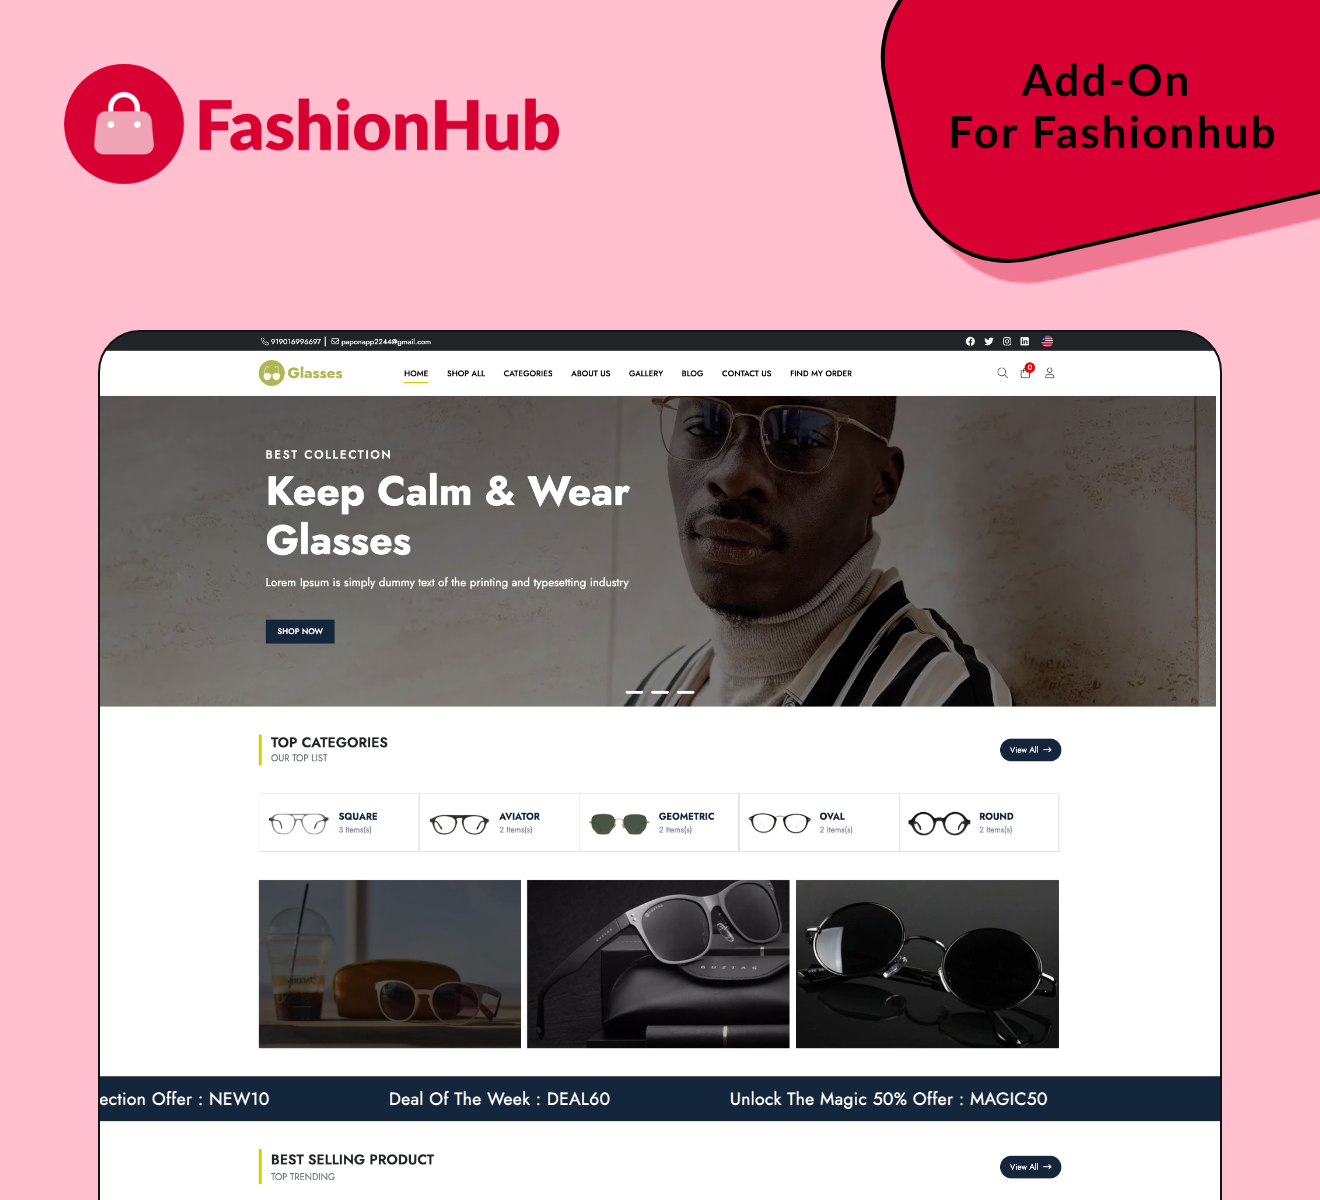 FashionHub
Add-On
For Fashionhub
919016996697 | paponapp2244@gmail.com
Glasses
HOME SHOP ALL CATEGORIES ABOUT US GALLERY BLOG CONTACT US FIND MY ORDER
0
BEST COLLECTION
Keep Calm & Wear
Glasses
Lorem Ipsum is simply dummy text of the printing and typesetting industry
SHOP NOW
TOP CATEGORIES
OUR TOP LIST
View All →
SQUARE
3 Items(s)
AVIATOR
2 Items(s)
GEOMETRIC
2 Items(s)
OVAL
2 Items(s)
ROUND
2 Items(s)
ection Offer : NEW10
Deal Of The Week : DEAL60
Unlock The Magic 50% Offer : MAGIC50
BEST SELLING PRODUCT
TOP TRENDING
View All →